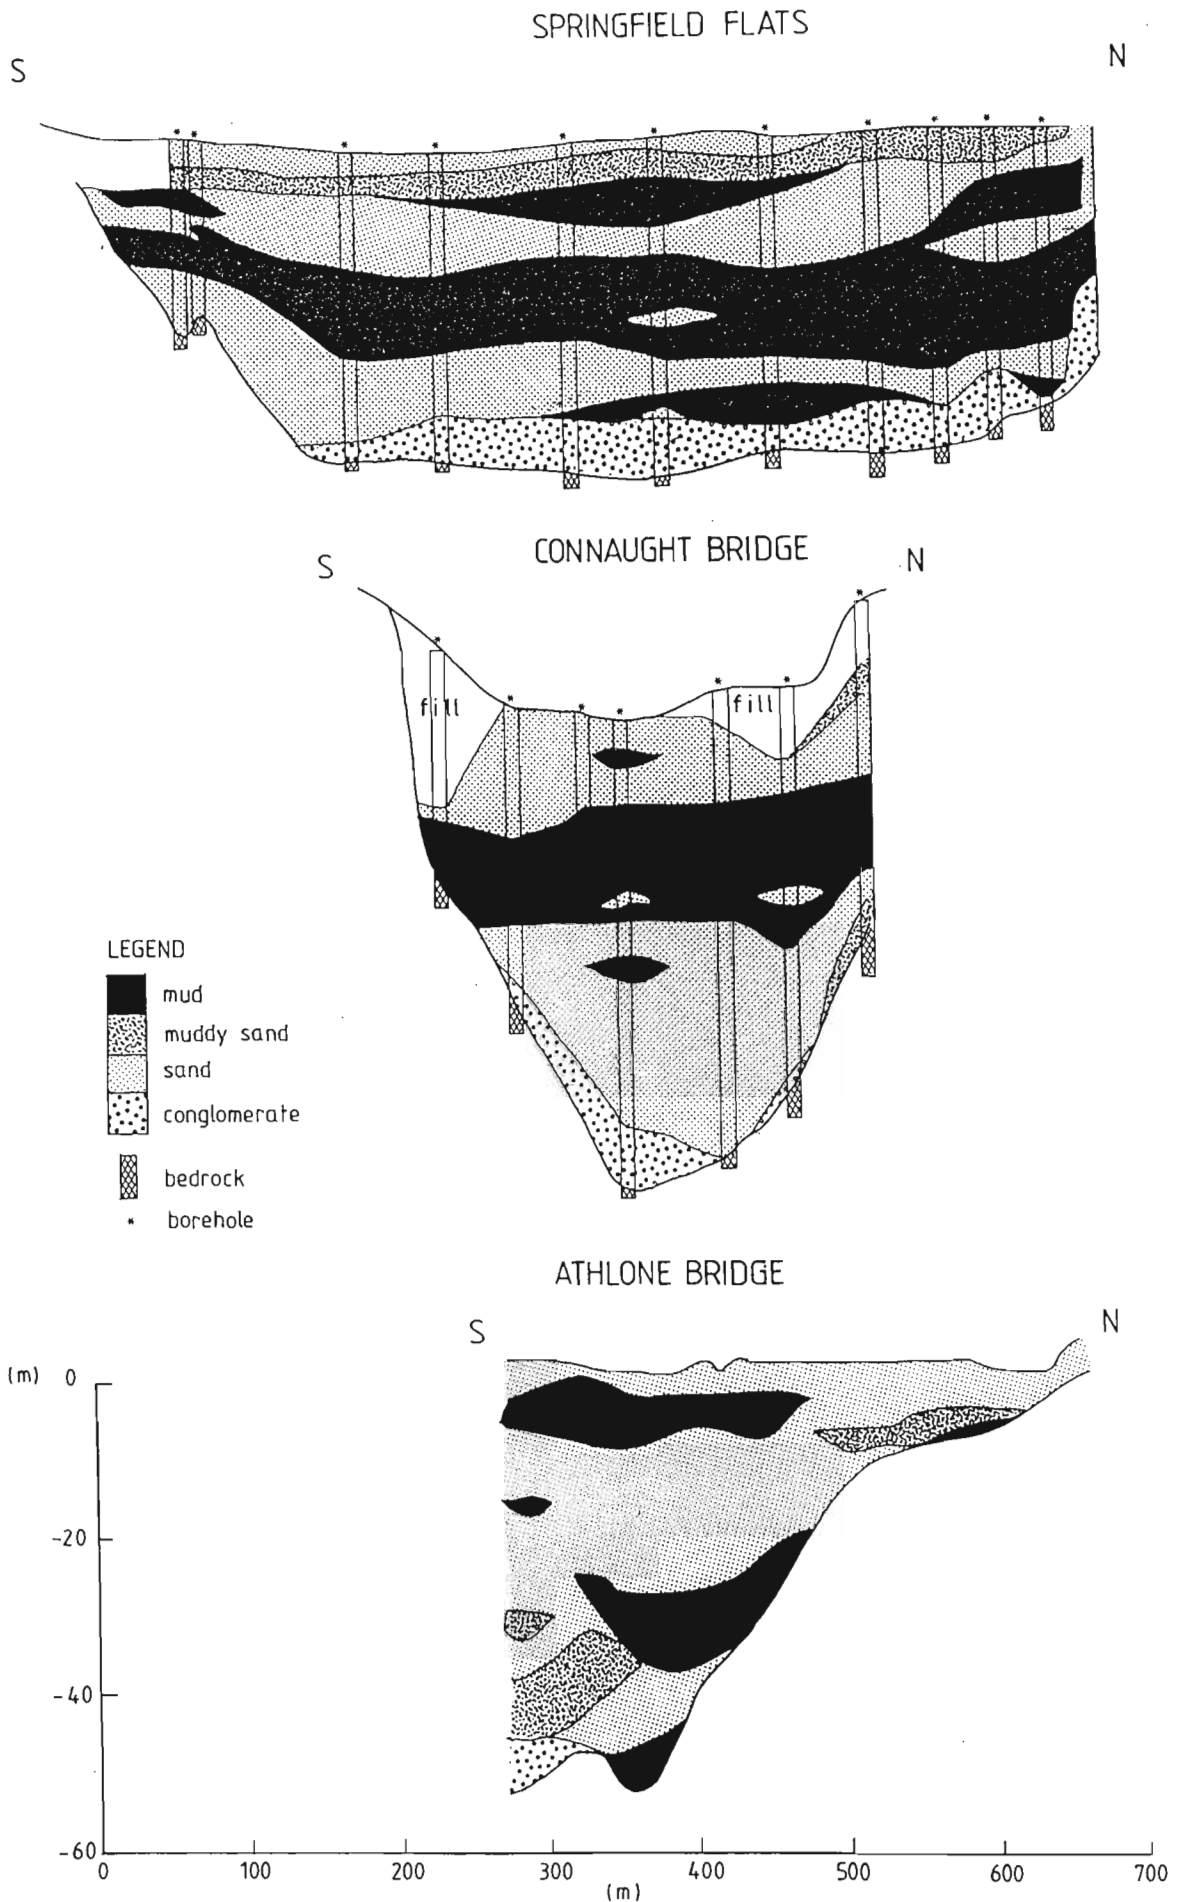 SPRINGFIELD FLATS
S
N
CONNAUGHT BRIDGE
S
N
fill
fill
LEGEND
mud
muddy sand
sand
conglomerate
bedrock
* borehole
ATHLONE BRIDGE
S
N
(m) 0
-20
-40
-60
0 100 200 300 400 500 600 700
(m)